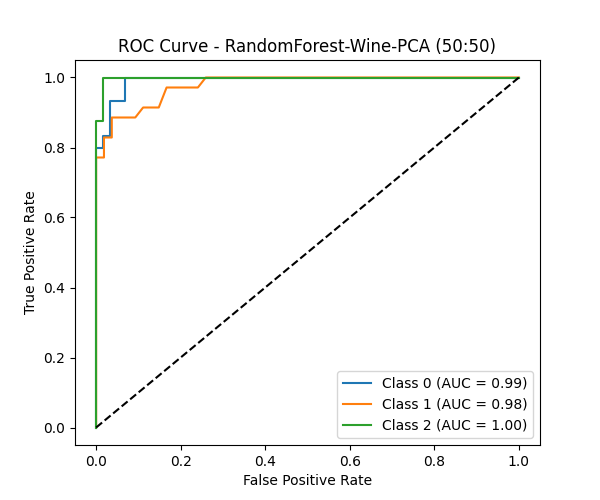 ROC Curve - RandomForest-Wine-PCA (50:50)
True Positive Rate
1.0
0.8
0.6
0.4
0.2
0.0
0.0 0.2 0.4 0.6 0.8 1.0
False Positive Rate
Class 0 (AUC = 0.99)
Class 1 (AUC = 0.98)
Class 2 (AUC = 1.00)